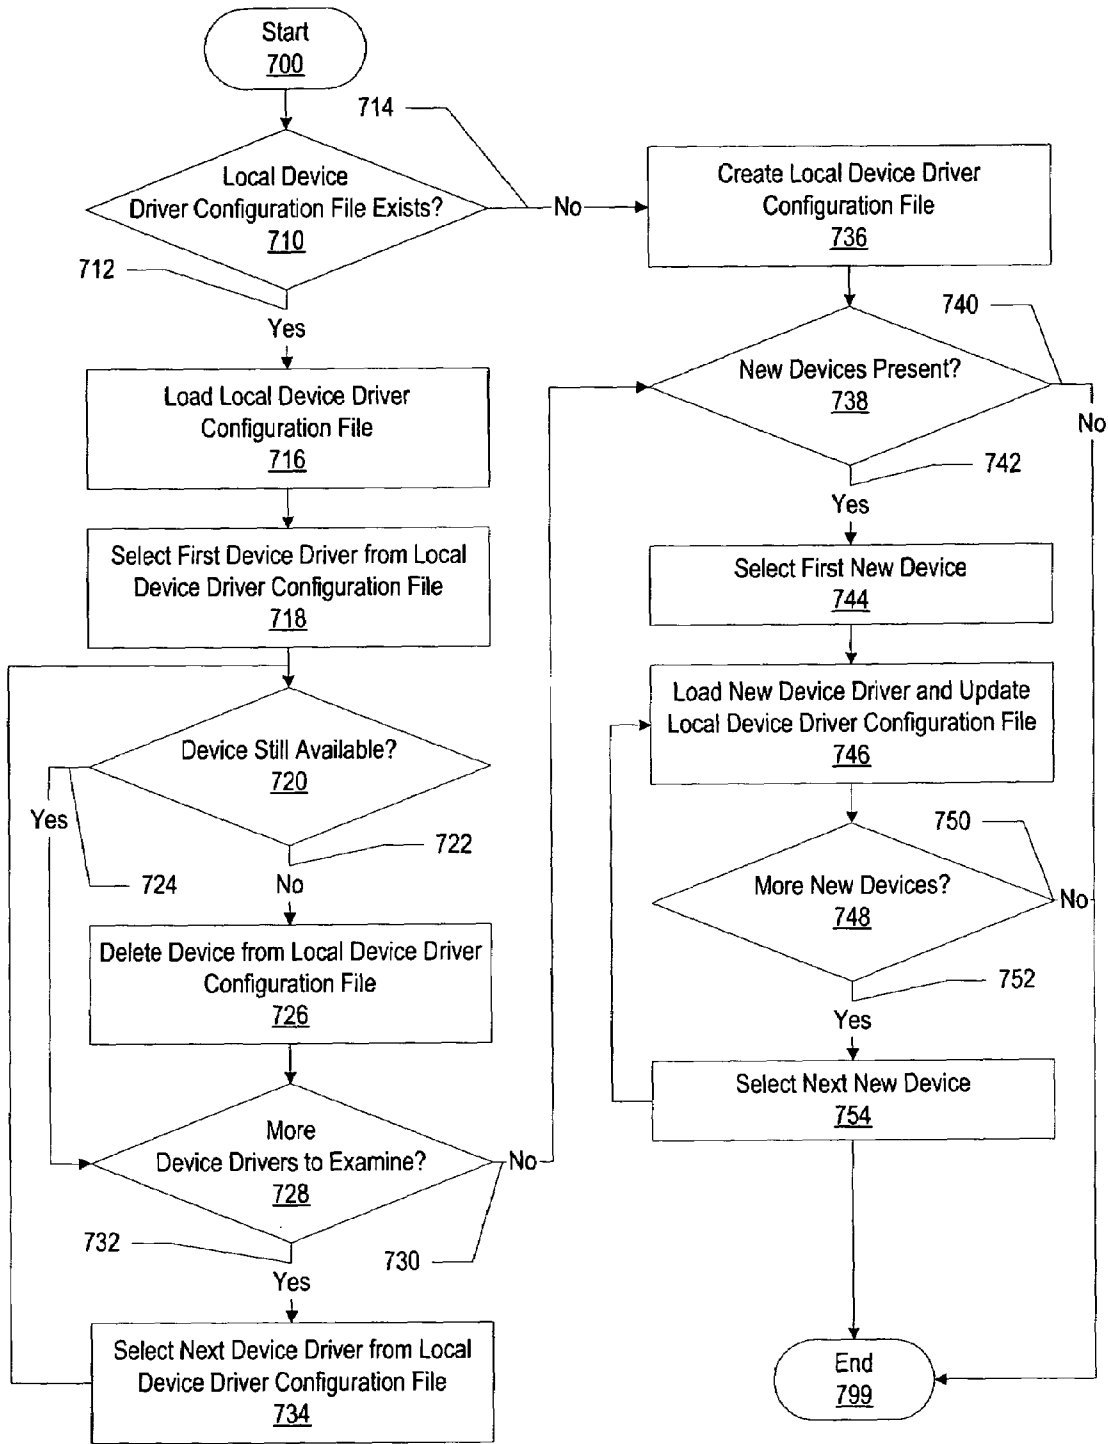 Start
700
714
Local Device
Driver Configuration File Exists?
710
No
712
Yes
Load Local Device Driver
Configuration File
716
Select First Device Driver from Local
Device Driver Configuration File
718
Device Still Available?
720
Yes
722
724
No
Delete Device from Local Device Driver
Configuration File
726
More
Device Drivers to Examine?
728
No
732
730
Yes
Select Next Device Driver from Local
Device Driver Configuration File
734
Create Local Device Driver
Configuration File
736
740
New Devices Present?
738
No
742
Yes
Select First New Device
744
Load New Device Driver and Update
Local Device Driver Configuration File
746
750
More New Devices?
748
No
752
Yes
Select Next New Device
754
End
799